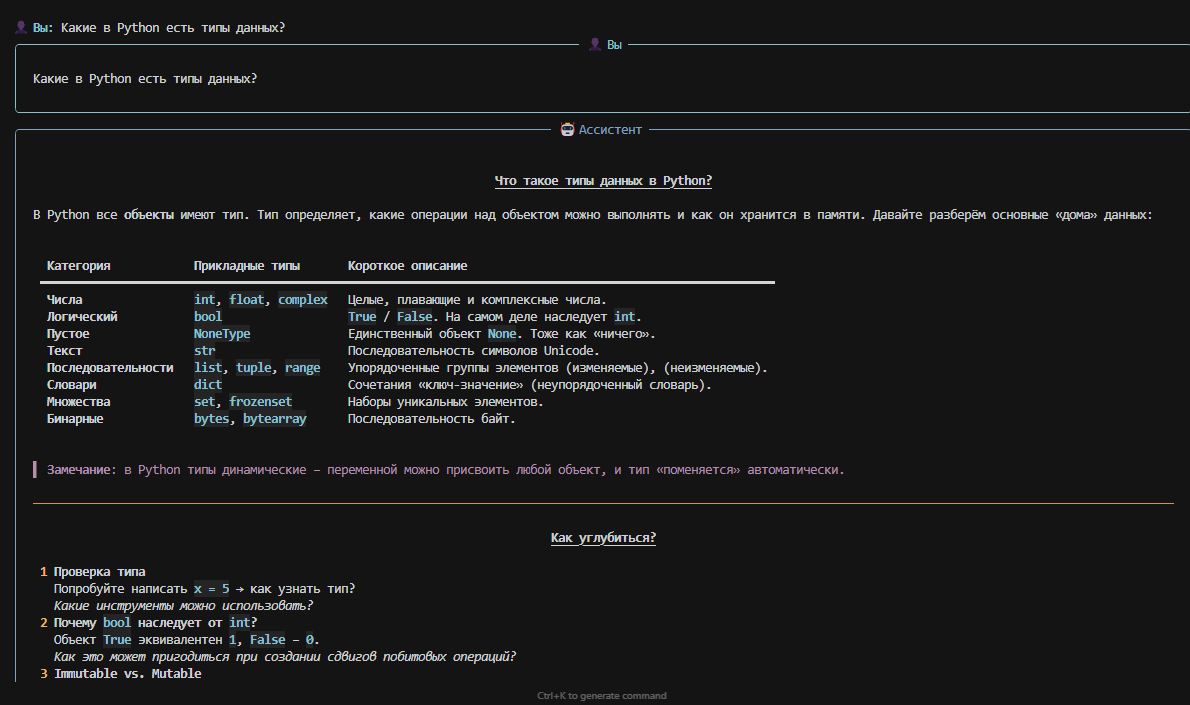 Вы: Какие в Python есть типы данных?
Вы
Какие в Python есть типы данных?
Ассистент
Что такое типы данных в Python?
В Python все объекты имеют тип. Тип определяет, какие операции над объектом можно выполнять и как он хранится в памяти. Давайте разберём основные «дома» данных:
Категория Прикладные типы Короткое описание
Числа int, float, complex Целые, плавающие и комплексные числа.
Логический bool True / False. На самом деле наследует int.
Пустое NoneType Единственный объект None. Тоже как «ничего».
Текст str Последовательность символов Unicode.
Последовательности list, tuple, range Упорядоченные группы элементов (изменяемые), (неизменяемые).
Словари dict Сочетания «ключ-значение» (неупорядоченный словарь).
Множества set, frozenset Наборы уникальных элементов.
Бинарные bytes, bytearray Последовательность байт.
Замечание: в Python типы динамические – переменной можно присвоить любой объект, и тип «поменяется» автоматически.
Как углубиться?
1 Проверка типа
Попробуйте написать x = 5 → как узнать тип?
Какие инструменты можно использовать?
2 Почему bool наследует от int?
Объект True эквивалентен 1, False – 0.
Как это может пригодиться при создании сдвигов побитовых операций?
3 Immutable vs. Mutable
Ctrl+K to generate command